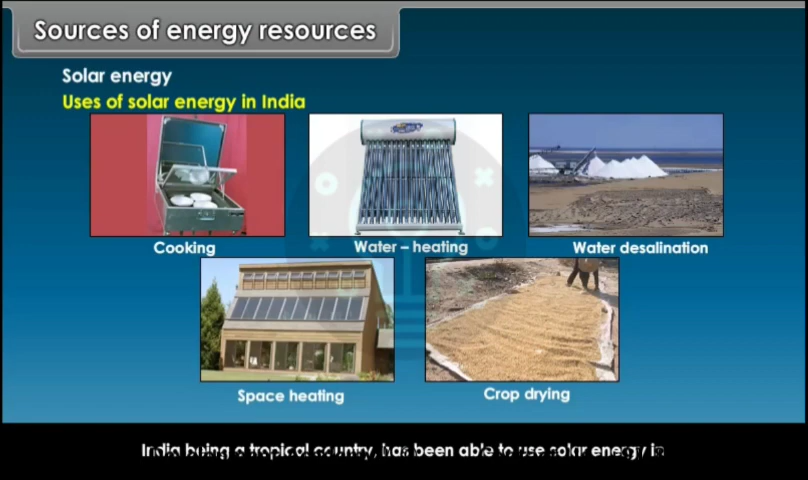 Sources of energy resources
Solar energy
Uses of solar energy in India
Cooking
Water – heating
Water desalination
Space heating
Crop drying
India being a tropical country, has been able to use solar energy in